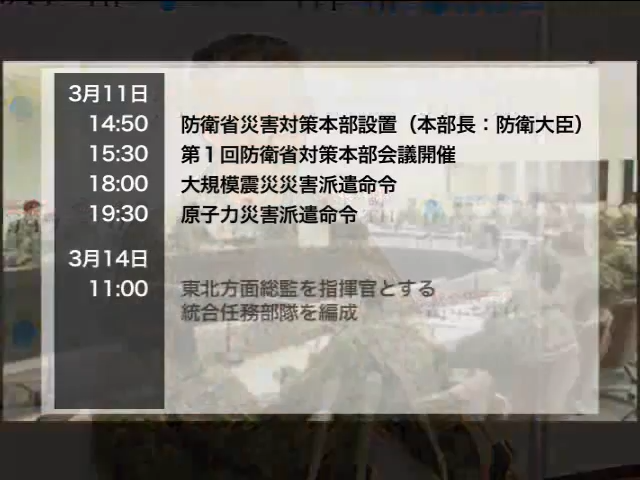 3月11日
14:50 防衛省災害対策本部設置（本部長：防衛大臣）
15:30 第１回防衛省対策本部会議開催
18:00 大規模震災災害派遣命令
19:30 原子力災害派遣命令
3月14日
11:00 東北方面総監を指揮官とする
統合任務部隊を編成